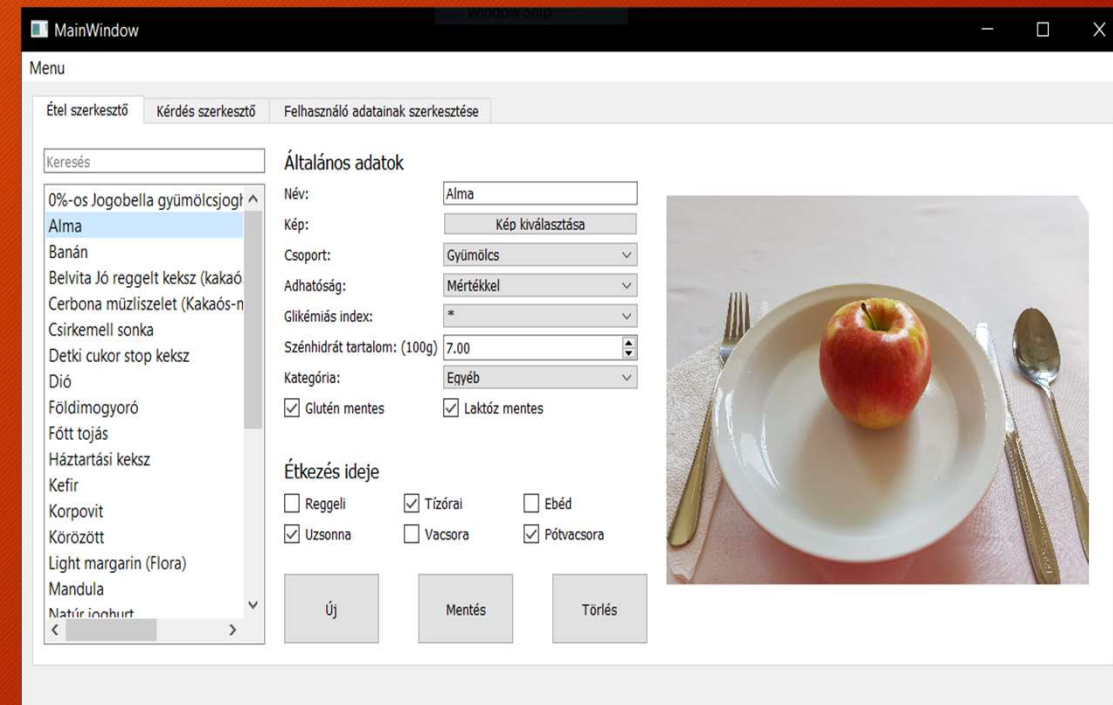 MainWindow
Menu
Étel szerkesztő Kérdés szerkesztő Felhasználó adatainak szerkesztése
Keresés
0%-os Jogobella gyümölcsjogh
Alma
Banán
Belvita Jó reggelt keksz (kakaó
Cerbona müzliszelet (Kakaós-m
Csirkemell sonka
Detki cukor stop keksz
Dió
Földimogyoró
Főtt tojás
Háztartási keksz
Kefir
Korpovit
Körözött
Light margarin (Flora)
Mandula
Natúr joghurt
Általános adatok
Név: Alma
Kép: Kép kiválasztása
Csoport: Gyümölcs
Adhatóság: Mértékkel
Glikémiás index: *
Szénhidrát tartalom: (100g) 7.00
Kategória: Egyéb
Glutén mentes Laktóz mentes
Étkezés ideje
Reggeli Tízórai Ebéd
Uzsonna Vacsora Pótvacsora
Új Mentés Törlés